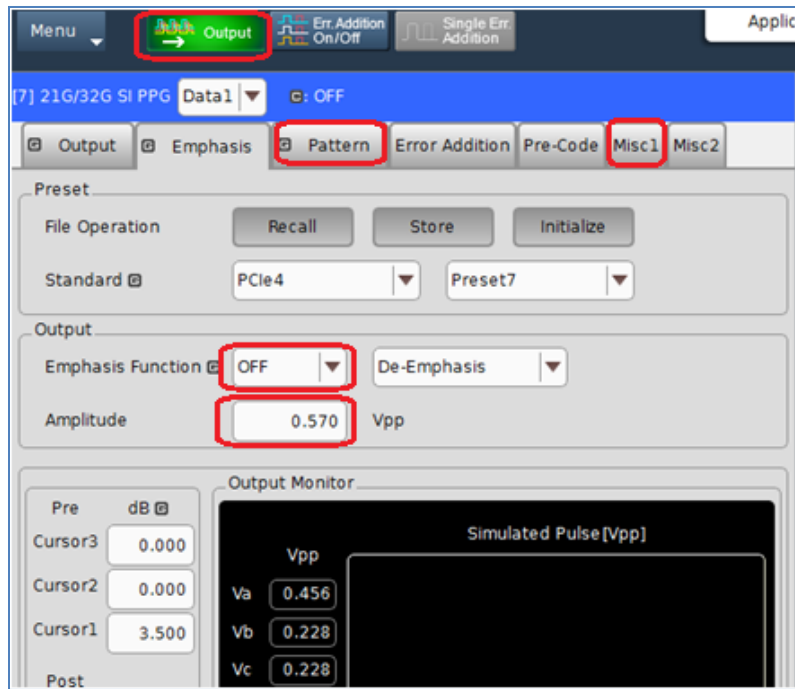 Menu
Output
Err. Addition
On/Off
Single Err.
Addition
Applic
[7] 21G/32G SI PPG
Data1
C: OFF
C Output
C Emphasis
C Pattern
Error Addition
Pre-Code
Misc1
Misc2
Preset
File Operation
Recall
Store
Initialize
Standard C
PCIe4
Preset7
Output
Emphasis Function C
OFF
De-Emphasis
Amplitude
0.570
Vpp
Pre dB C
Cursor3
0.000
Cursor2
0.000
Cursor1
3.500
Post
Output Monitor
Simulated Pulse[Vpp]
Vpp
Va 0.456
Vb 0.228
Vc 0.228